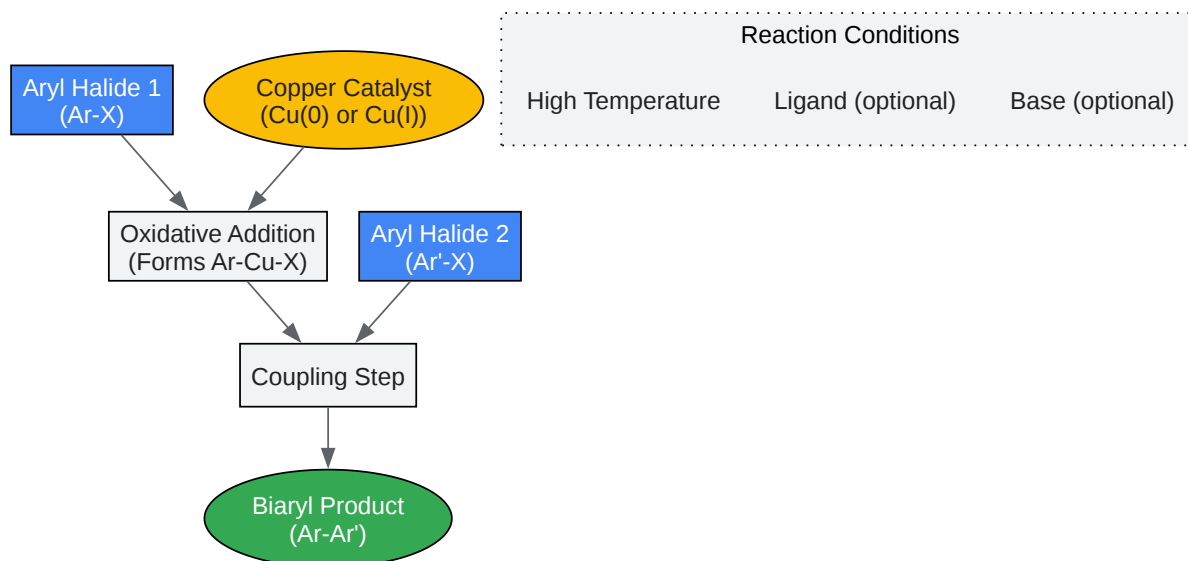 Reaction Conditions
Aryl Halide 1
(Ar-X)
Copper Catalyst
(Cu(0) or Cu(I))
High Temperature
Ligand (optional)
Base (optional)
Oxidative Addition
(Forms Ar-Cu-X)
Aryl Halide 2
(Ar'-X)
Coupling Step
Biaryl Product
(Ar-Ar')